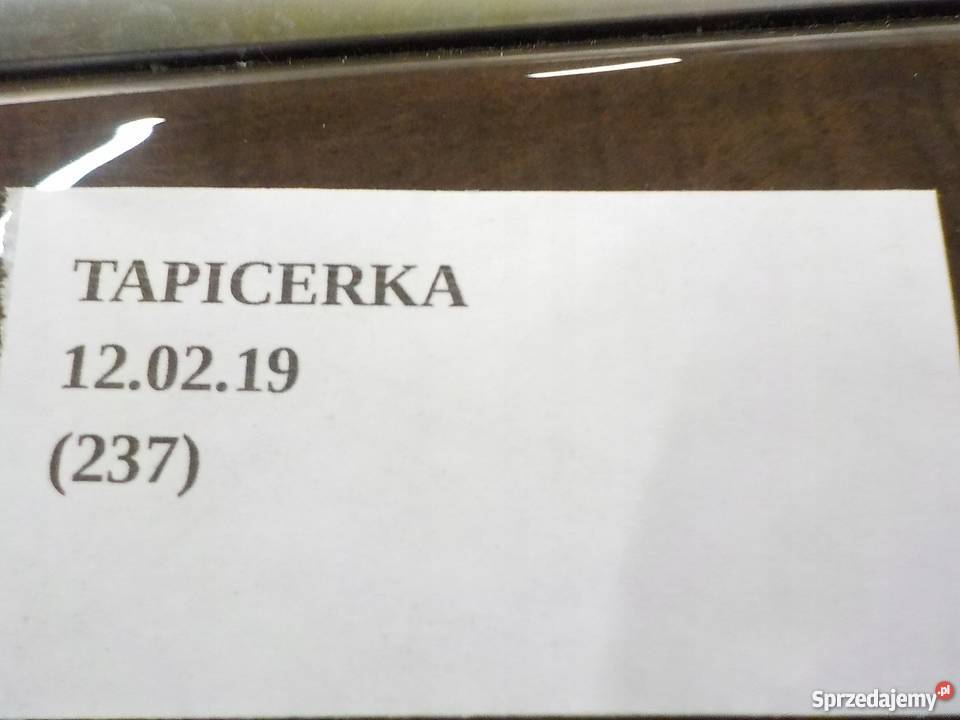 TAPICERKA
12.02.19
(237)
Sprzedajemy.pl